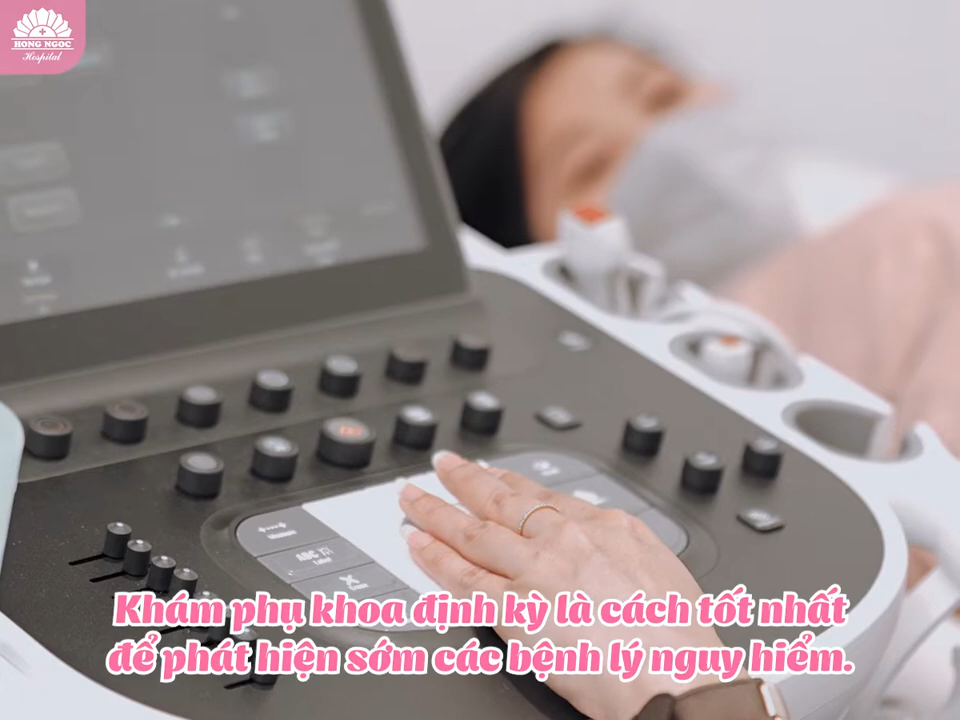 HONG NGOC
Hospital
ABC
Khám phụ khoa định kỳ là cách tốt nhất
để phát hiện sớm các bệnh lý nguy hiểm.